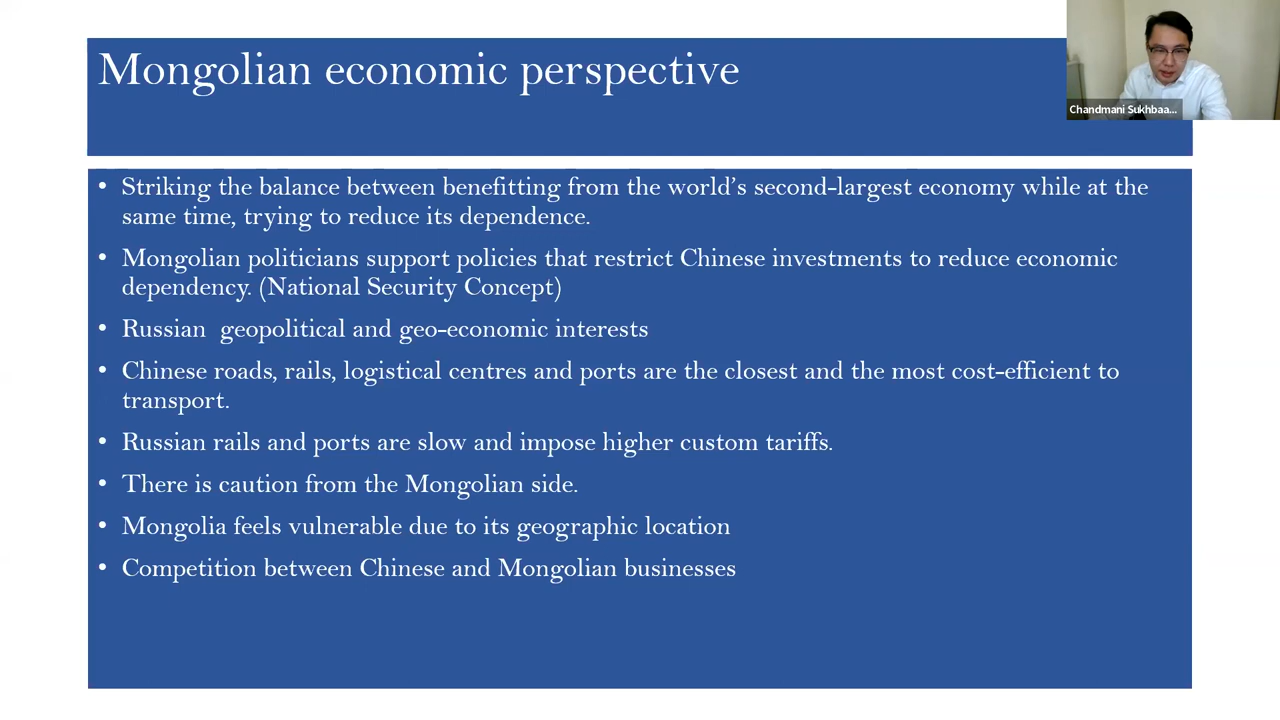 Mongolian economic perspective
Chandmani Sukhbaa...
• Striking the balance between benefitting from the world's second-largest economy while at the
same time, trying to reduce its dependence.
• Mongolian politicians support policies that restrict Chinese investments to reduce economic
dependency. (National Security Concept)
• Russian  geopolitical and geo-economic interests
• Chinese roads, rails, logistical centres and ports are the closest and the most cost-efficient to
transport.
• Russian rails and ports are slow and impose higher custom tariffs.
• There is caution from the Mongolian side.
• Mongolia feels vulnerable due to its geographic location
• Competition between Chinese and Mongolian businesses